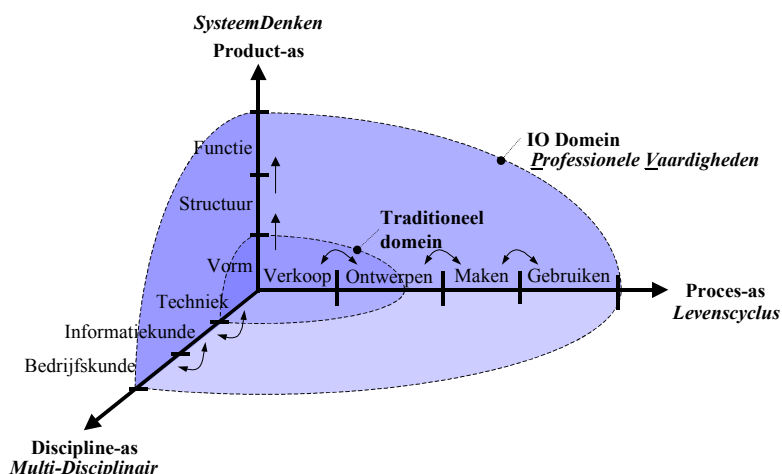 SysteemDenken
Product-as
Functie
IO Domein
Professionele Vaardigheden
Structuur
Traditioneel
domein
Vorm
Verkoop
Ontwerpen
Maken
Gebruiken
Techniek
Proces-as
Levenscyclus
Informatiekunde
Bedrijfskunde
Discipline-as
Multi-Disciplinair